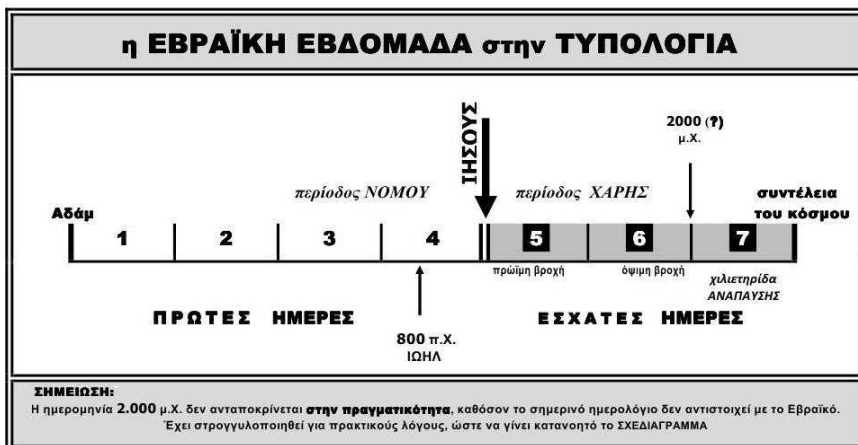 η ΕΒΡΑΪΚΗ ΕΒΔΟΜΑΔΑ στην ΤΥΠΟΛΟΓΙΑ
ΙΗΣΟΥΣ
2000 (?)
μ.Χ.
περίοδος ΝΟΜΟΥ
περίοδος ΧΑΡΗΣ
συντέλεια
του κόσμου
Αδάμ
1 2 3 4 5 6 7
πρώϊμη βροχή
όψιμη βροχή
χιλιετηρίδα
ΑΝΑΠΑΥΣΗΣ
ΠΡΩΤΕΣ ΗΜΕΡΕΣ
ΕΣΧΑΤΕΣ ΗΜΕΡΕΣ
800 π.Χ.
ΙΩΗΛ
ΣΗΜΕΙΩΣΗ:
Η ημερομηνία 2.000 μ.Χ. δεν ανταποκρίνεται στην πραγματικότητα, καθόσον το σημερινό ημερολόγιο δεν αντιστοιχεί με το Εβραϊκό.
Έχει στρογγυλοποιηθεί για πρακτικούς λόγους, ώστε να γίνει κατανοητό το ΣΧΕΔΙΑΓΡΑΜΜΑ